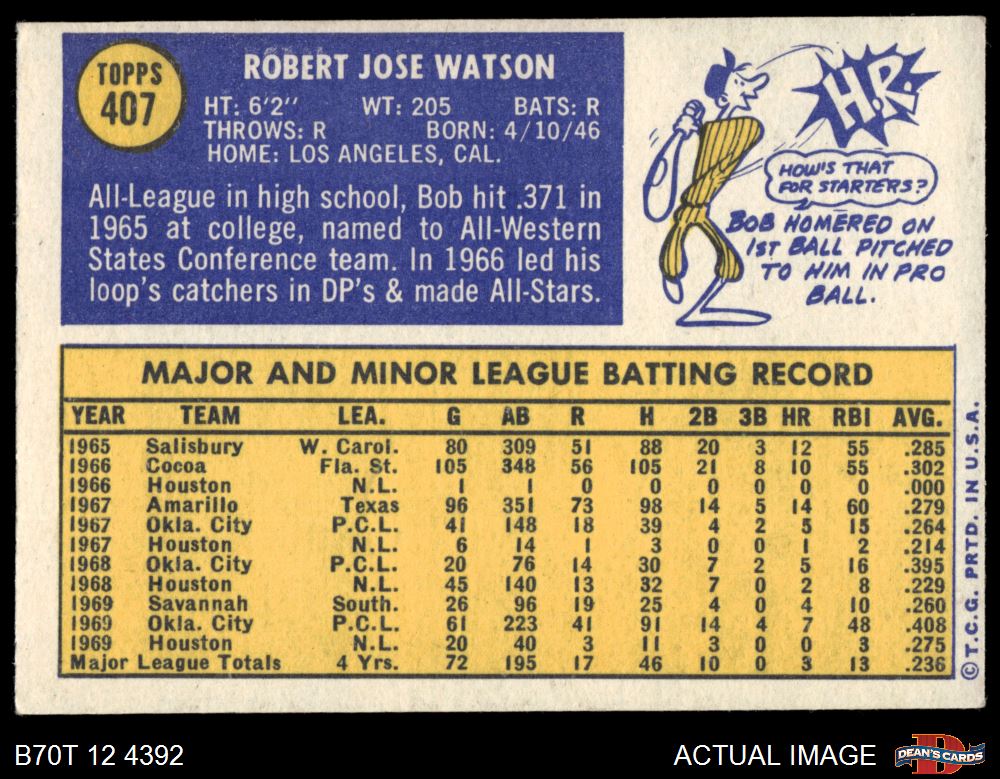 TOPPS
407
ROBERT JOSE WATSON
HT: 6'2'' WT: 205 BATS: R
THROWS: R BORN: 4/10/46
HOME: LOS ANGELES, CAL.
All-League in high school, Bob hit .371 in
1965 at college, named to All-Western
States Conference team. In 1966 led his
loop's catchers in DP's & made All-Stars.
H.R.
HOW'S THAT
FOR STARTERS?
BOB HOMERED ON
1ST BALL PITCHED
TO HIM IN PRO
BALL.
MAJOR AND MINOR LEAGUE BATTING RECORD
YEAR TEAM LEA. G AB R H 2B 3B HR RBI AVG.
1965 Salisbury W. Carol. 80 309 51 88 20 3 12 55 .285
1966 Cocoa Fla. St. 105 348 56 105 21 8 10 55 .302
1966 Houston N.L. 1 1 0 0 0 0 0 0 .000
1967 Amarillo Texas 96 351 73 98 14 5 14 60 .279
1967 Okla. City P.C.L. 41 148 18 39 4 2 5 15 .264
1967 Houston N.L. 6 14 1 3 0 0 1 2 .214
1968 Okla. City P.C.L. 20 76 14 30 7 2 5 16 .395
1968 Houston N.L. 45 140 13 32 7 0 2 8 .229
1969 Savannah South. 26 96 19 25 4 0 4 10 .260
1969 Okla. City P.C.L. 61 223 41 91 14 4 7 48 .408
1969 Houston N.L. 20 40 3 11 3 0 0 3 .275
Major League Totals 4 Yrs. 72 195 17 46 10 0 3 13 .236
© T.C.G. PRTD. IN U.S.A.
B70T 12 4392
ACTUAL IMAGE
DEAN'S CARDS